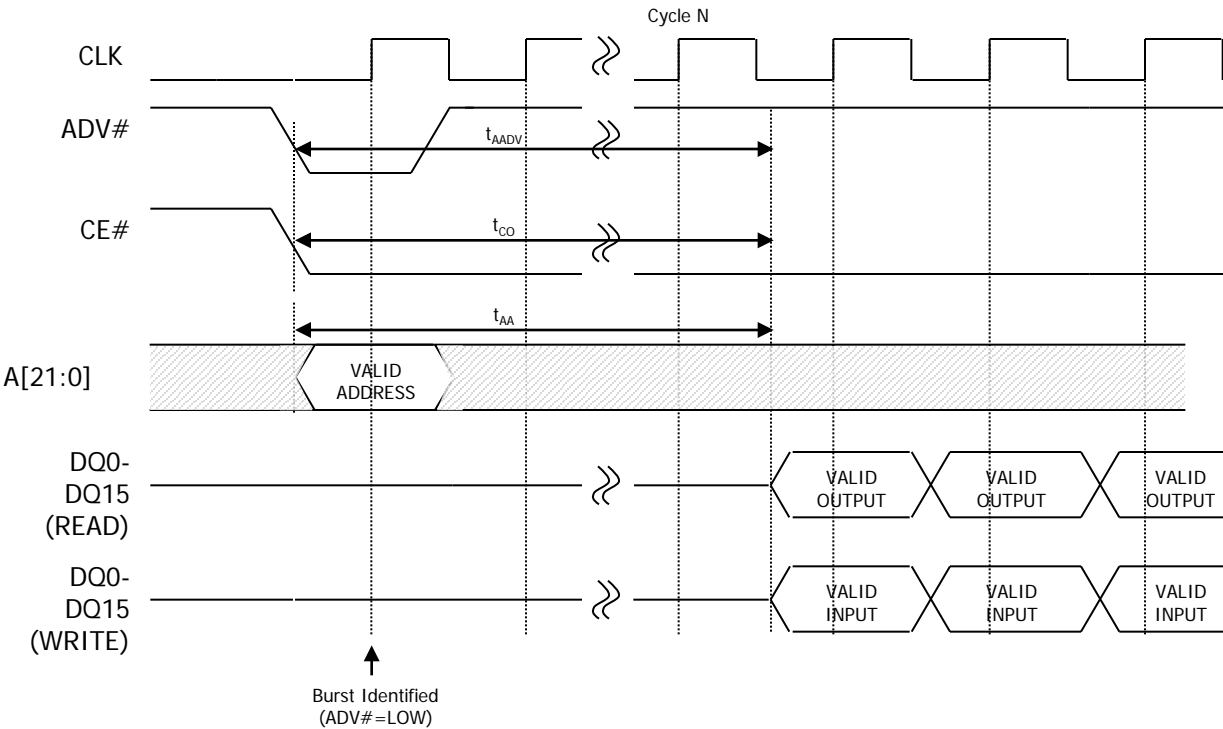 Cycle N
CLK
ADV#
tAADV
CE#
tCO
tAA
A[21:0]
VALID
ADDRESS
DQ0-
DQ15
(READ)
VALID
OUTPUT
VALID
OUTPUT
VALID
OUTPUT
DQ0-
DQ15
(WRITE)
VALID
INPUT
VALID
INPUT
VALID
INPUT
Burst Identified
(ADV#=LOW)